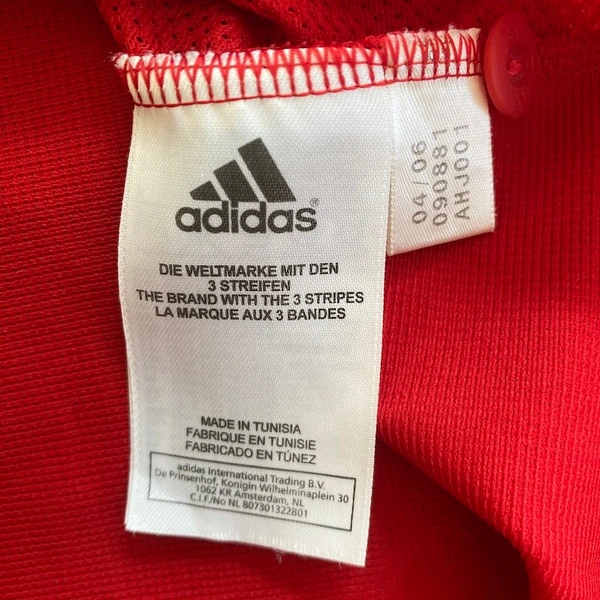 adidas®
DIE WELTMARKE MIT DEN
3 STREIFEN
THE BRAND WITH THE 3 STRIPES
LA MARQUE AUX 3 BANDES
MADE IN TUNISIA
FABRIQUE EN TUNISIE
FABRICADO EN TÚNEZ
adidas International Trading B.V.
De Prinsenhof, Konigin Wilhelminaplein 30
1062 KR Amsterdam, NL
C.I.F./No NL 807301322B01
04/06
090881
AHJ001